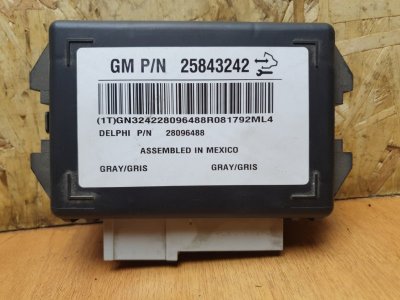 GM P/N 25843242
(1T)GN324228096488R081792ML4
DELPHI P/N 28096488
ASSEMBLED IN MEXICO
GRAY/GRIS GRAY/GRIS